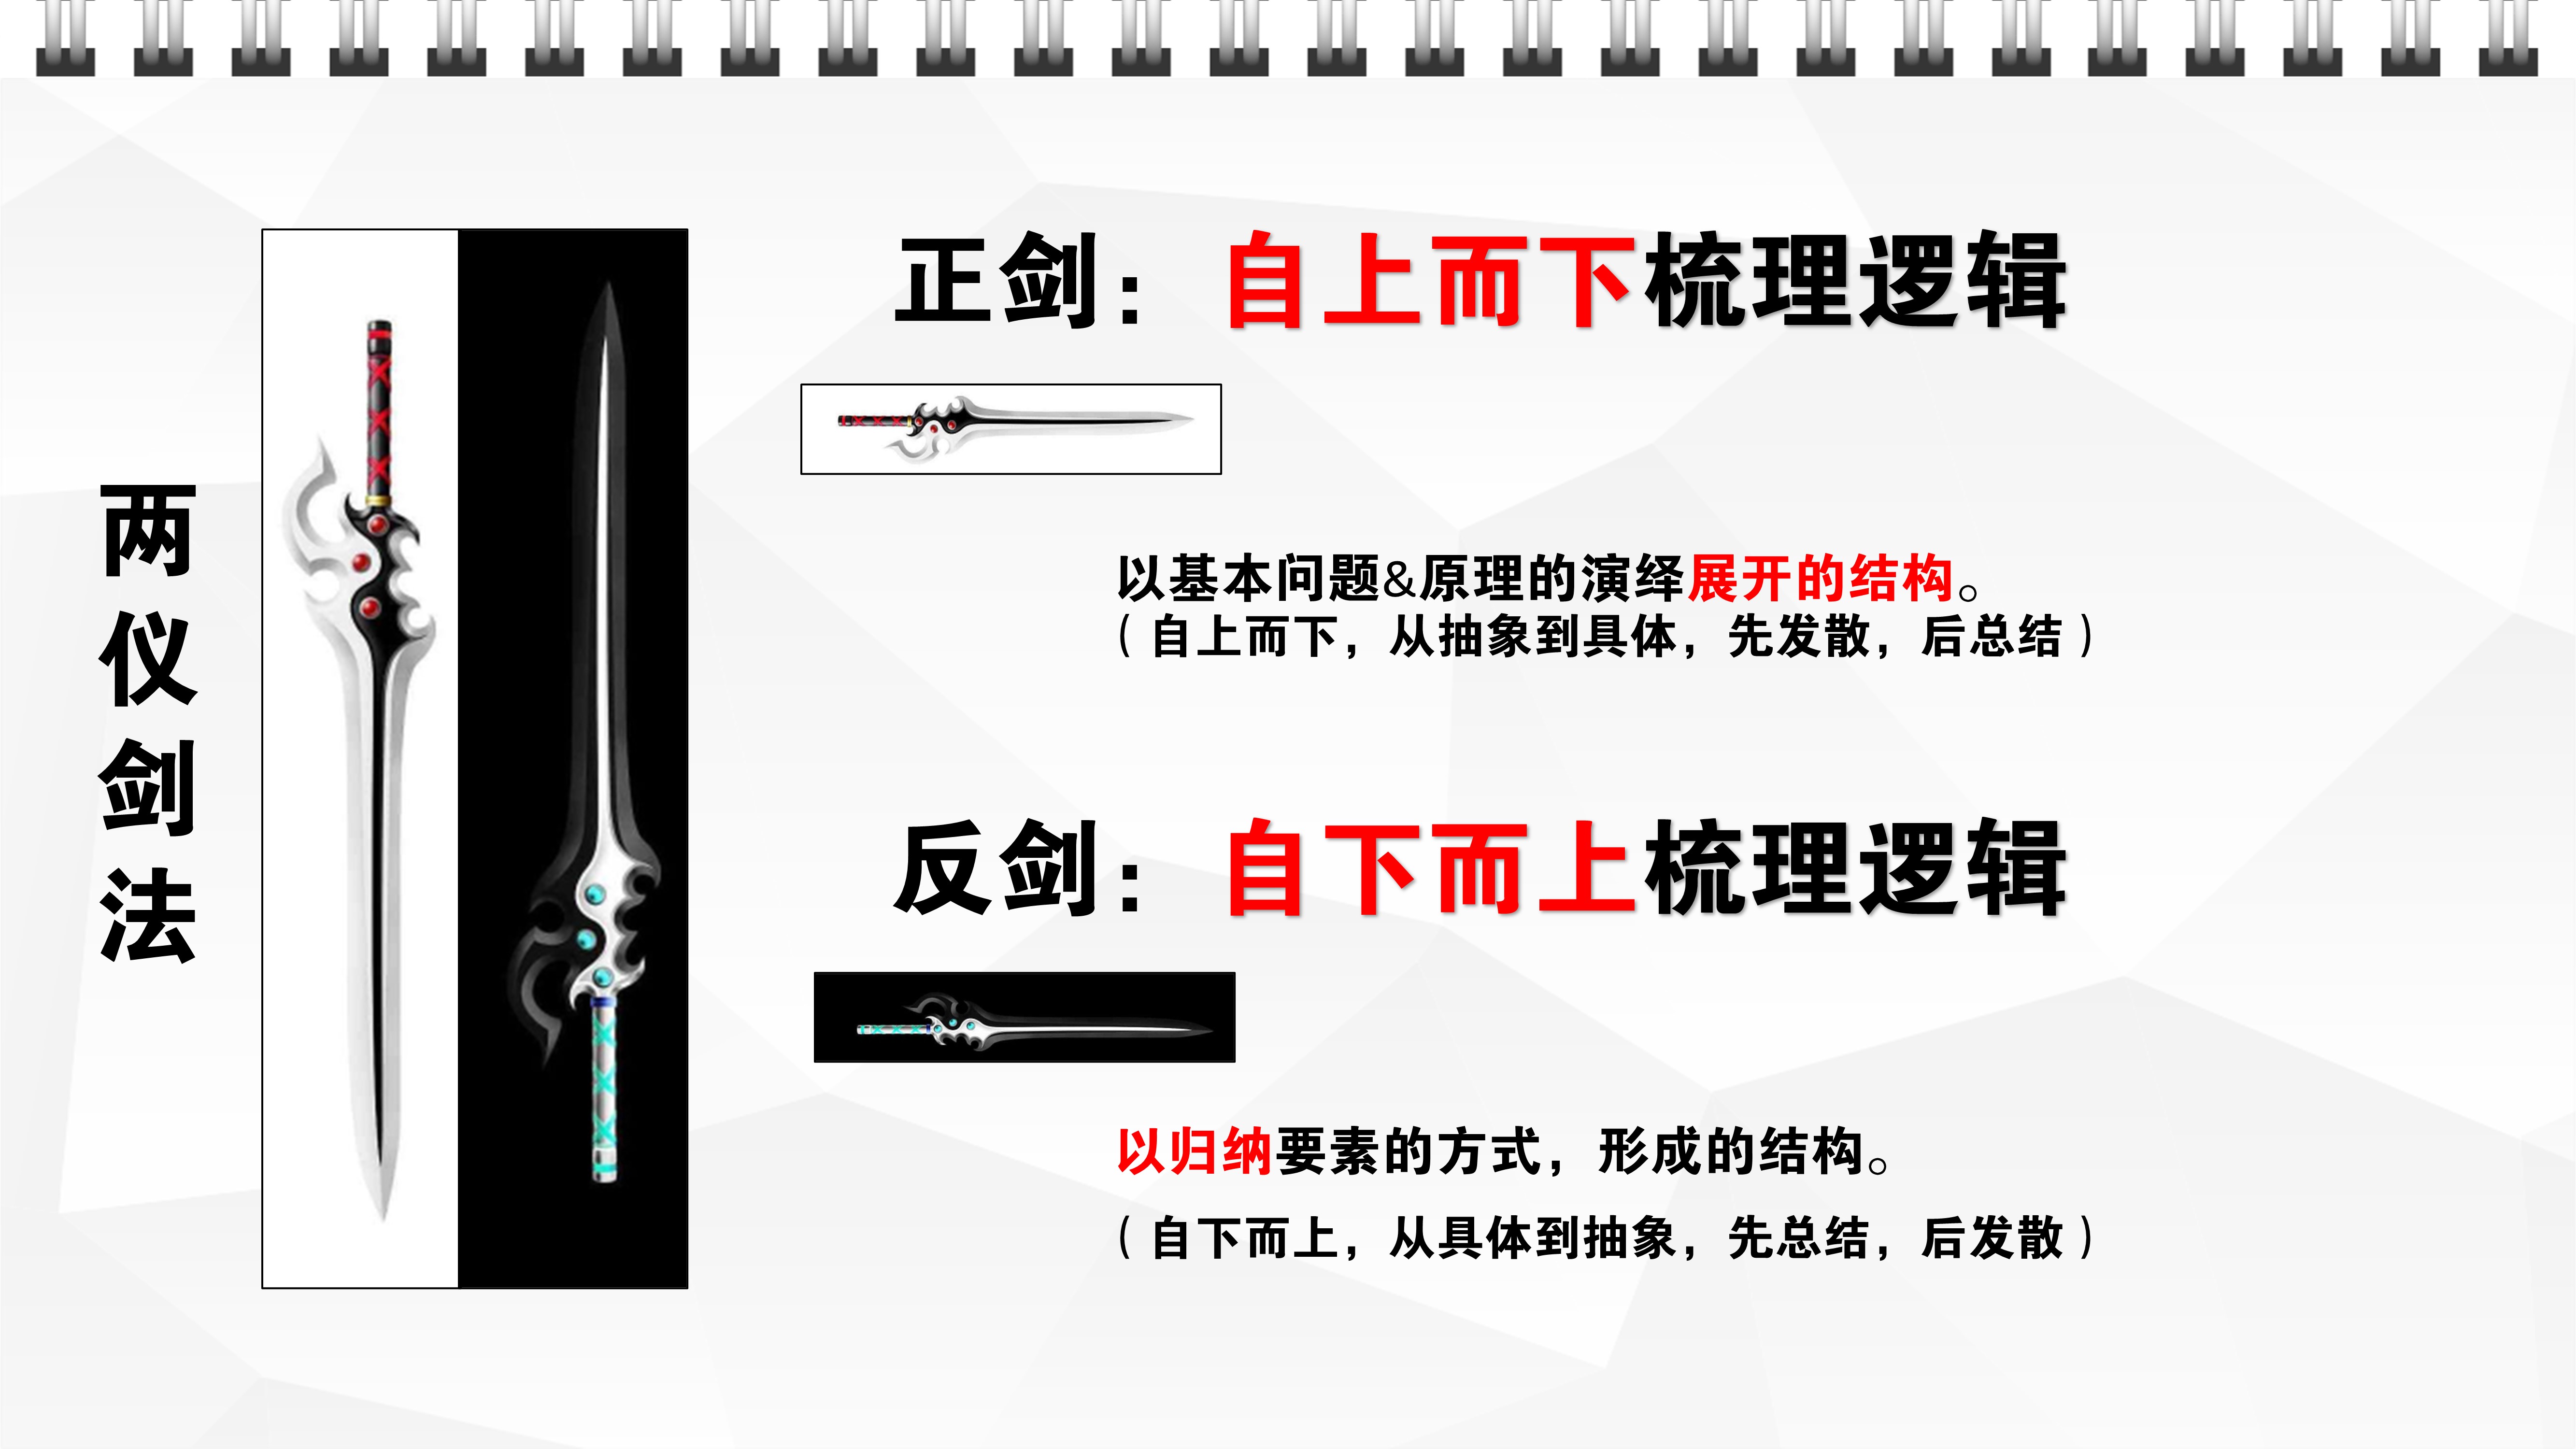 两仪剑法
正剑：自上而下梳理逻辑
以基本问题&原理的演绎展开的结构。
（自上而下，从抽象到具体，先发散，后总结）
反剑：自下而上梳理逻辑
以归纳要素的方式，形成的结构。
（自下而上，从具体到抽象，先总结，后发散）